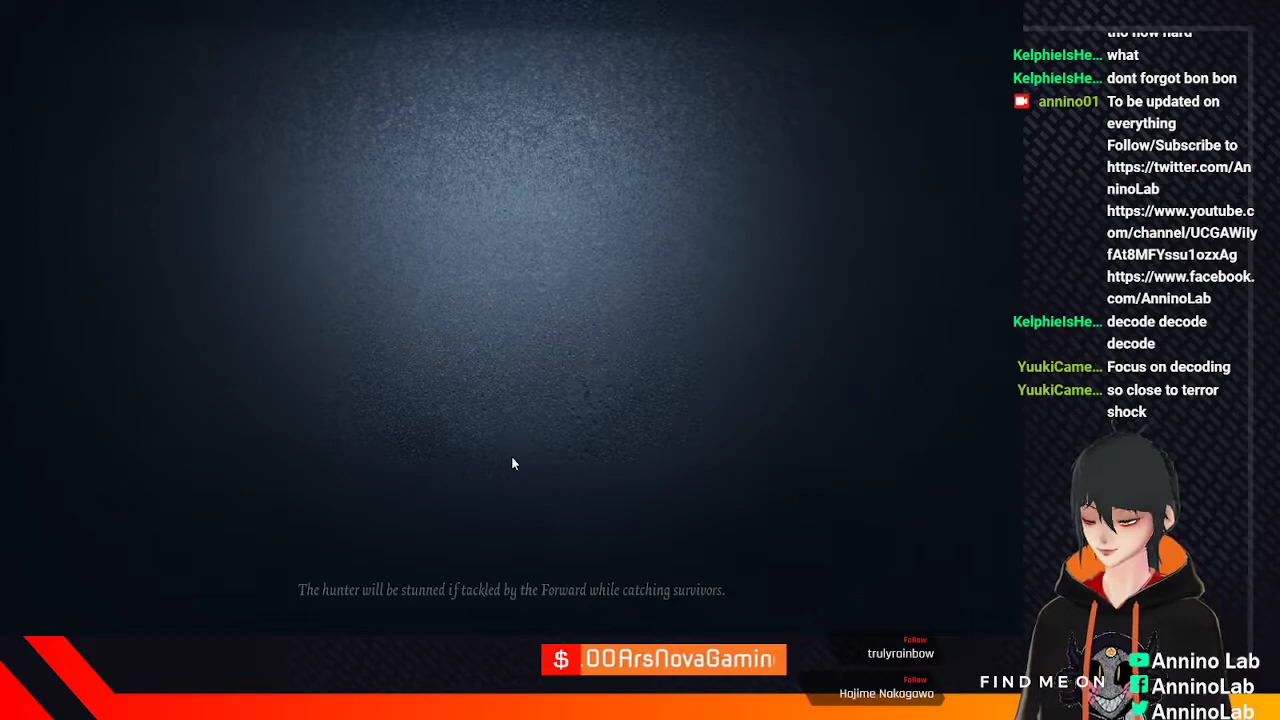 KelphieIsHe... what
KelphieIsHe... dont forgot bon bon
annino01 To be updated on
everything
Follow/Subscribe to
https://twitter.com/An
ninoLab
https://www.youtube.c
om/channel/UCGAWily
fAt8MFYssu1ozxAg
https://www.facebook.
com/AnninoLab
KelphieIsHe... decode decode
decode
YuukiCame... Focus on decoding
YuukiCame... so close to terror
shock
The hunter will be stunned if tackled by the Forward while catching survivors.
$ .00ArsNovaGamin
Follow
trulyrainbow
Follow
Hajime Nakagawa
FIND ME ON
Annino Lab
AnninoLab
AnninoLab